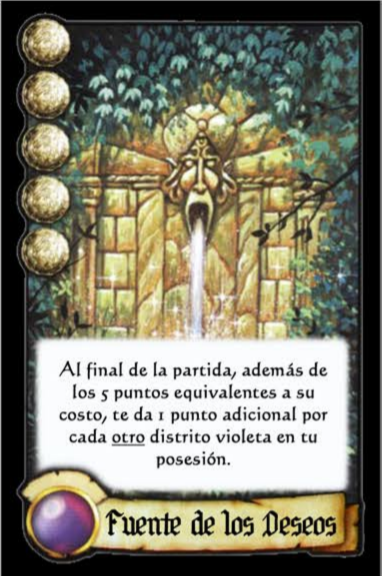 Al final de la partida, además de
los 5 puntos equivalentes a su
costo, te da 1 punto adicional por
cada otro distrito violeta en tu
posesión.
Fuente de los Deseos